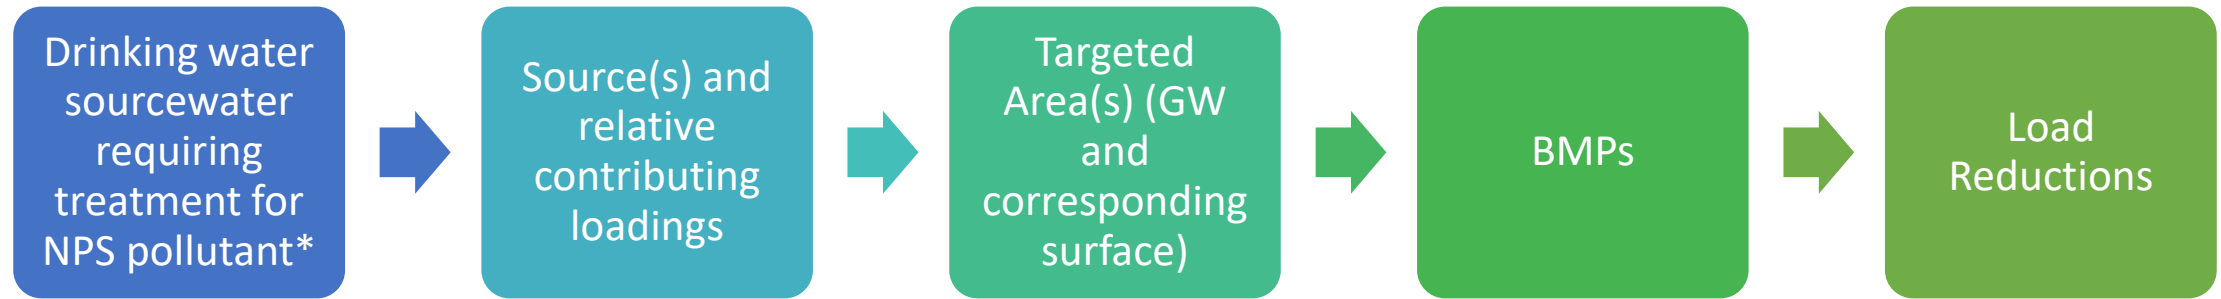 Drinking water
sourcewater
requiring
treatment for
NPS pollutant*
Source(s) and
relative
contributing
loadings
Targeted
Area(s) (GW
and
corresponding
surface)
BMPs
Load
Reductions